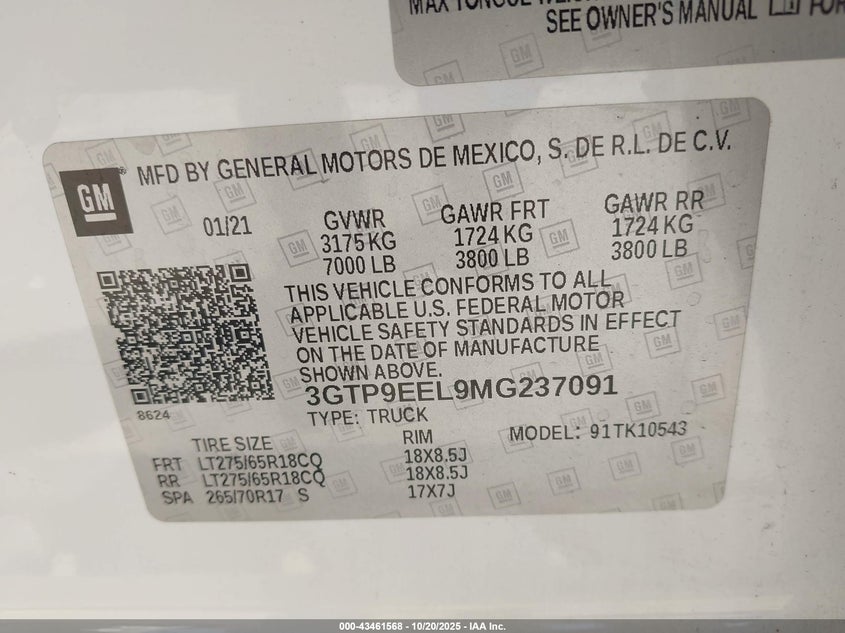 SEE OWNER'S MANUAL FOR
GM
MFD BY GENERAL MOTORS DE MEXICO, S. DE R.L. DE C.V.
01/21
GVWR
3175 KG
7000 LB
GAWR FRT
1724 KG
3800 LB
GAWR RR
1724 KG
3800 LB
THIS VEHICLE CONFORMS TO ALL
APPLICABLE U.S. FEDERAL MOTOR
VEHICLE SAFETY STANDARDS IN EFFECT
ON THE DATE OF MANUFACTURE
SHOWN ABOVE.
3GTP9EEL9MG237091
8624
TYPE: TRUCK
MODEL: 91TK10543
TIRE SIZE RIM
FRT LT275/65R18CQ 18X8.5J
RR LT275/65R18CQ 18X8.5J
SPA 265/70R17 S 17X7J
000-43461568 - 10/20/2025 - IAA Inc.